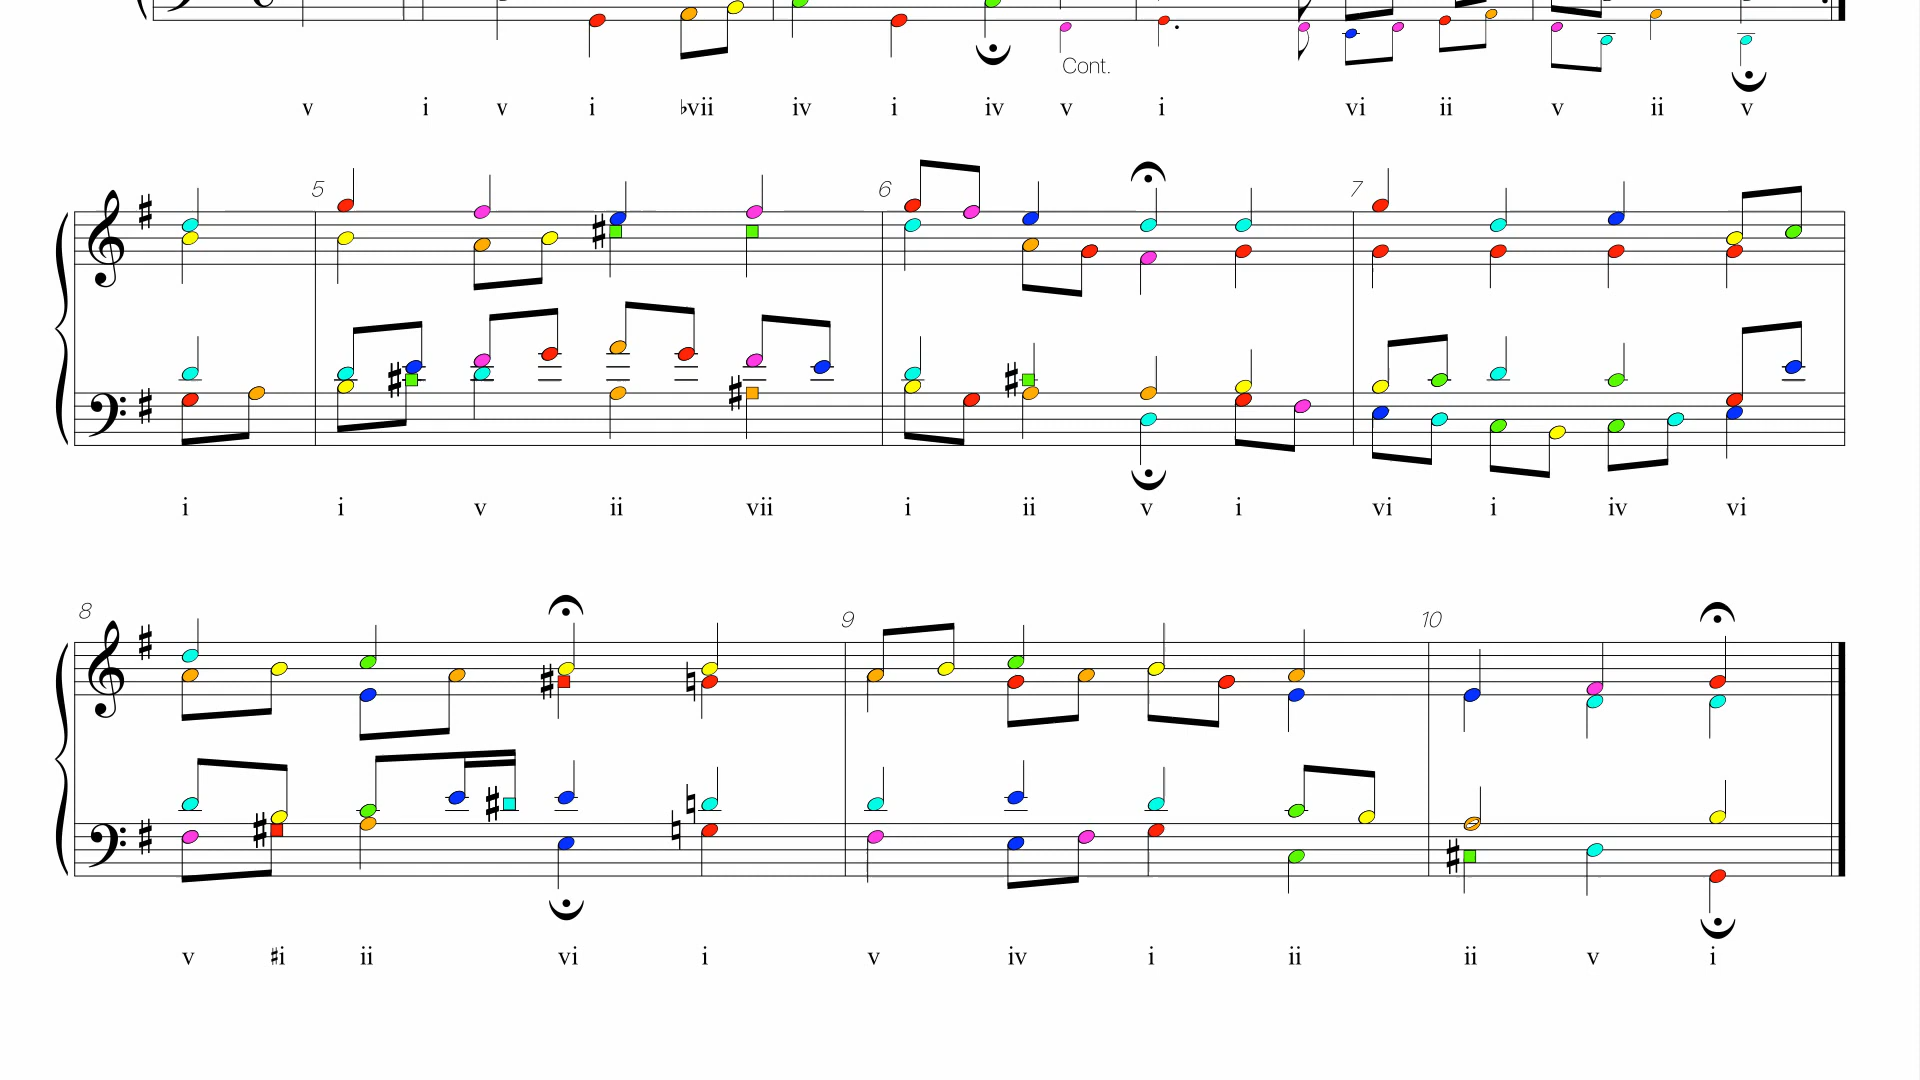 Cont.
v i v i ♭vii iv i iv v i vi ii v ii v
5 6 7
i i v ii vii i ii v i vi i iv vi
8 9 10
v ♯i ii vi i v iv i ii ii v i